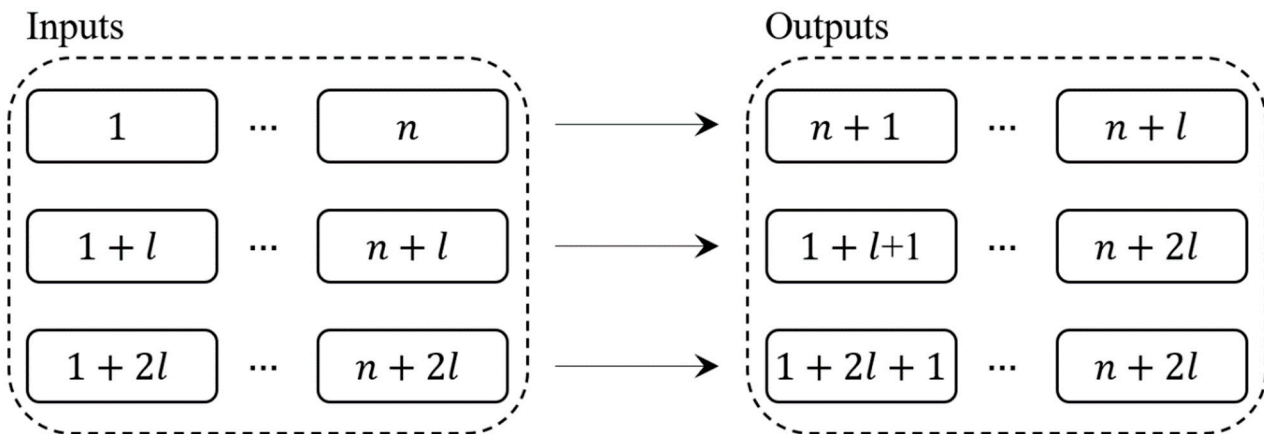 Inputs Outputs
1 ... n n + 1 ... n + l
1 + l ... n + l 1 + l+1 ... n + 2l
1 + 2l ... n + 2l 1 + 2l + 1 ... n + 2l